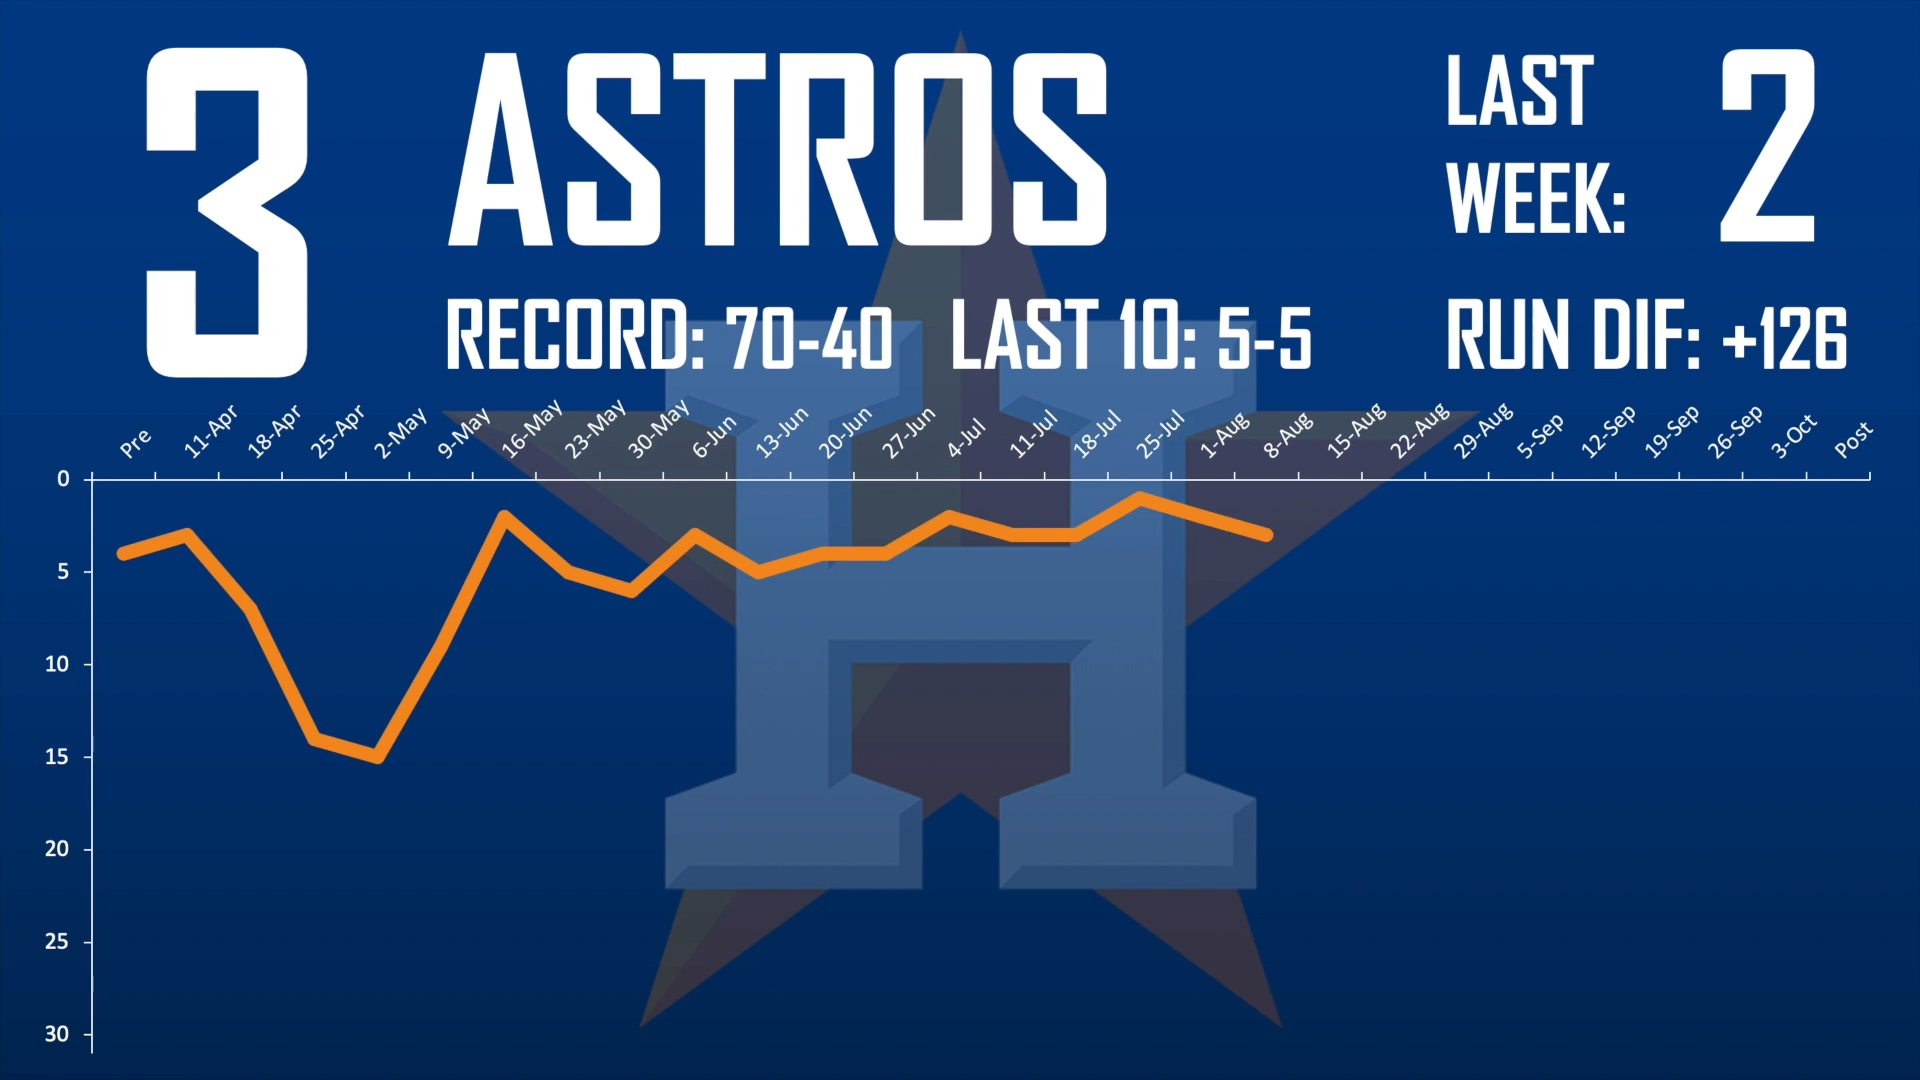 3
ASTROS
LAST WEEK: 2
RECORD: 70-40 LAST 10: 5-5 RUN DIF: +126
Pre 11-Apr 18-Apr 25-Apr 2-May 9-May 16-May 23-May 30-May 6-Jun 13-Jun 20-Jun 27-Jun 4-Jul 11-Jul 18-Jul 25-Jul 1-Aug 8-Aug 15-Aug 22-Aug 29-Aug 5-Sep 12-Sep 19-Sep 26-Sep 3-Oct Post
0
5
10
15
20
25
30
H